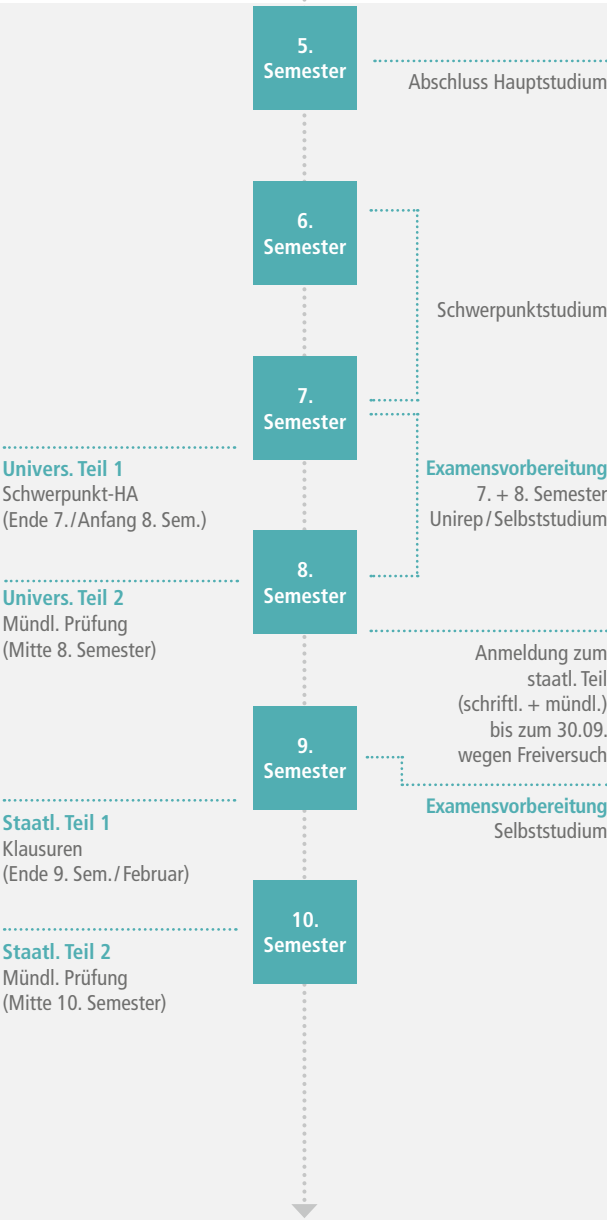 5.
Semester
Abschluss Hauptstudium
6.
Semester
Schwerpunktstudium
7.
Semester
Univers. Teil 1
Schwerpunkt-HA
(Ende 7./Anfang 8. Sem.)
Examensvorbereitung
7. + 8. Semester
Unirep/Selbststudium
8.
Semester
Univers. Teil 2
Mündl. Prüfung
(Mitte 8. Semester)
Anmeldung zum
staatl. Teil
(schriftl. + mündl.)
bis zum 30.09.
wegen Freiversuch
9.
Semester
Examensvorbereitung
Selbststudium
Staatl. Teil 1
Klausuren
(Ende 9. Sem./Februar)
10.
Semester
Staatl. Teil 2
Mündl. Prüfung
(Mitte 10. Semester)